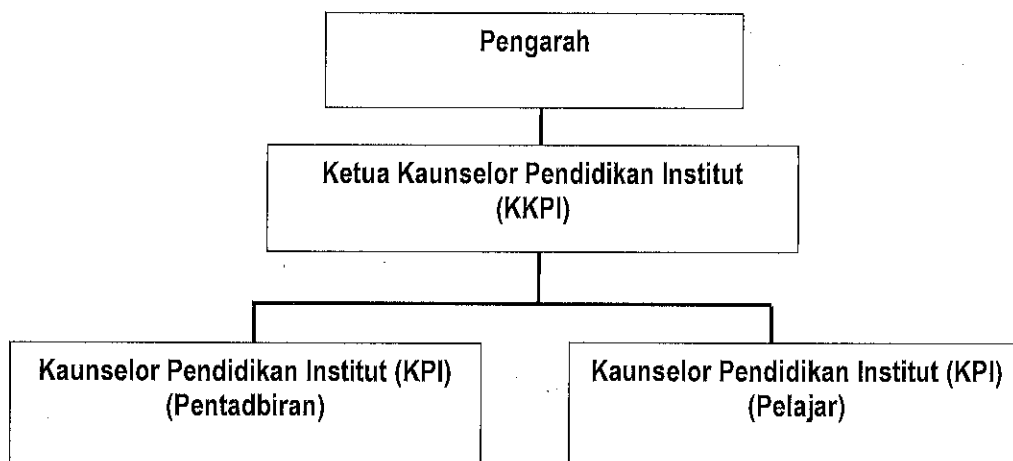 Pengarah
Ketua Kaunselor Pendidikan Institut
(KKPI)
Kaunselor Pendidikan Institut (KPI)
(Pentadbiran)
Kaunselor Pendidikan Institut (KPI)
(Pelajar)